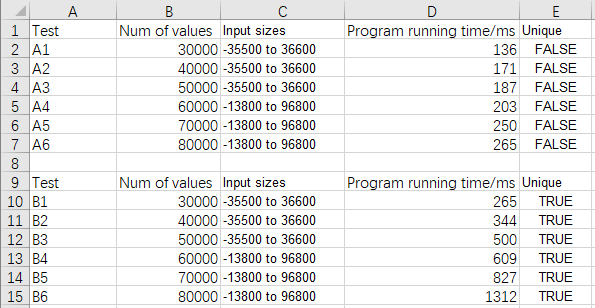 A B C D E
1 Test Num of values Input sizes Program running time/ms Unique
2 A1 30000 -35500 to 36600 136 FALSE
3 A2 40000 -35500 to 36600 171 FALSE
4 A3 50000 -35500 to 36600 187 FALSE
5 A4 60000 -13800 to 96800 203 FALSE
6 A5 70000 -13800 to 96800 250 FALSE
7 A6 80000 -13800 to 96800 265 FALSE
8
9 Test Num of values Input sizes Program running time/ms Unique
10 B1 30000 -35500 to 36600 265 TRUE
11 B2 40000 -35500 to 36600 344 TRUE
12 B3 50000 -35500 to 36600 500 TRUE
13 B4 60000 -13800 to 96800 609 TRUE
14 B5 70000 -13800 to 96800 827 TRUE
15 B6 80000 -13800 to 96800 1312 TRUE